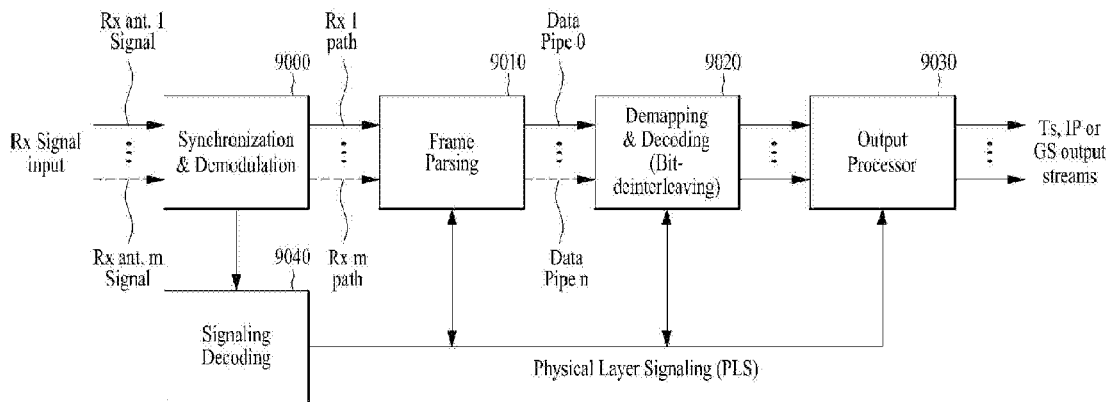 Rx ant. 1
Signal
Rx 1
path
Data
Pipe 0
9000
9010
9020
9030
Rx Signal
input
Synchronization
& Demodulation
Frame
Parsing
Demapping
& Decoding
(Bit-
deinterleaving)
Output
Processor
Ts, IP or
GS output
streams
Rx ant. m
Signal
9040
Rx m
path
Data
Pipe n
Signaling
Decoding
Physical Layer Signaling (PLS)